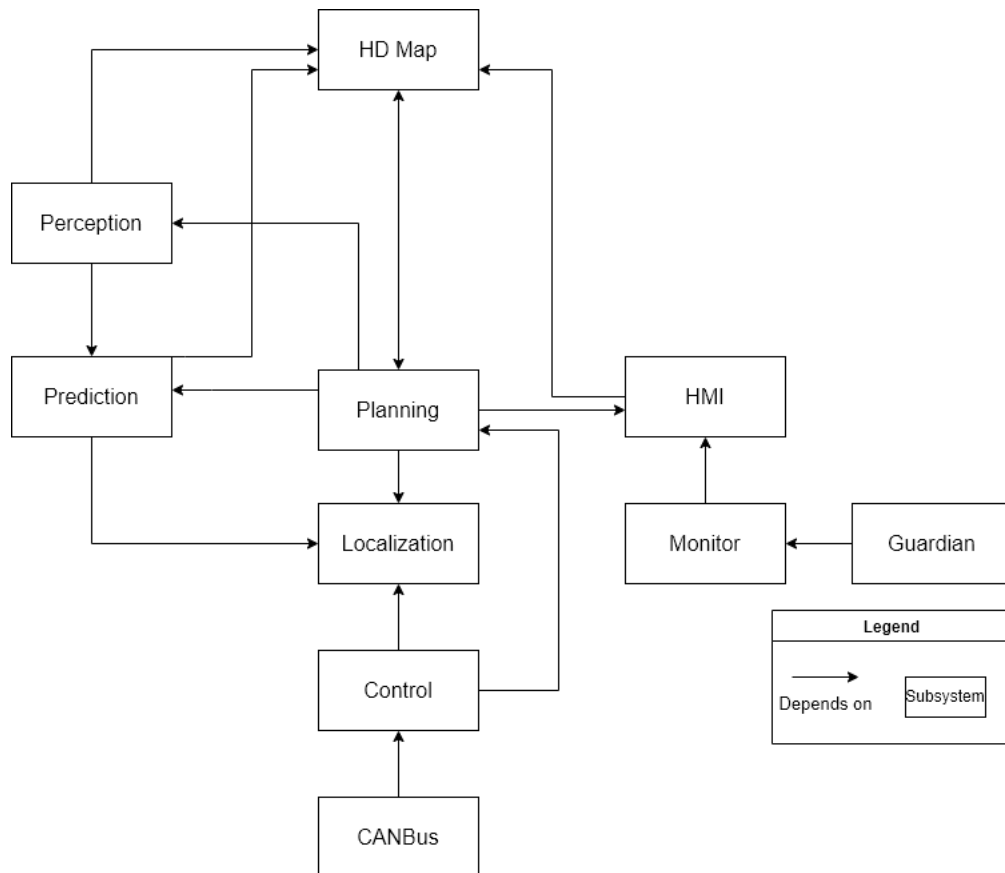 HD Map
Perception
Prediction
Planning
HMI
Localization
Monitor
Guardian
Control
CANBus
Legend
Depends on
Subsystem